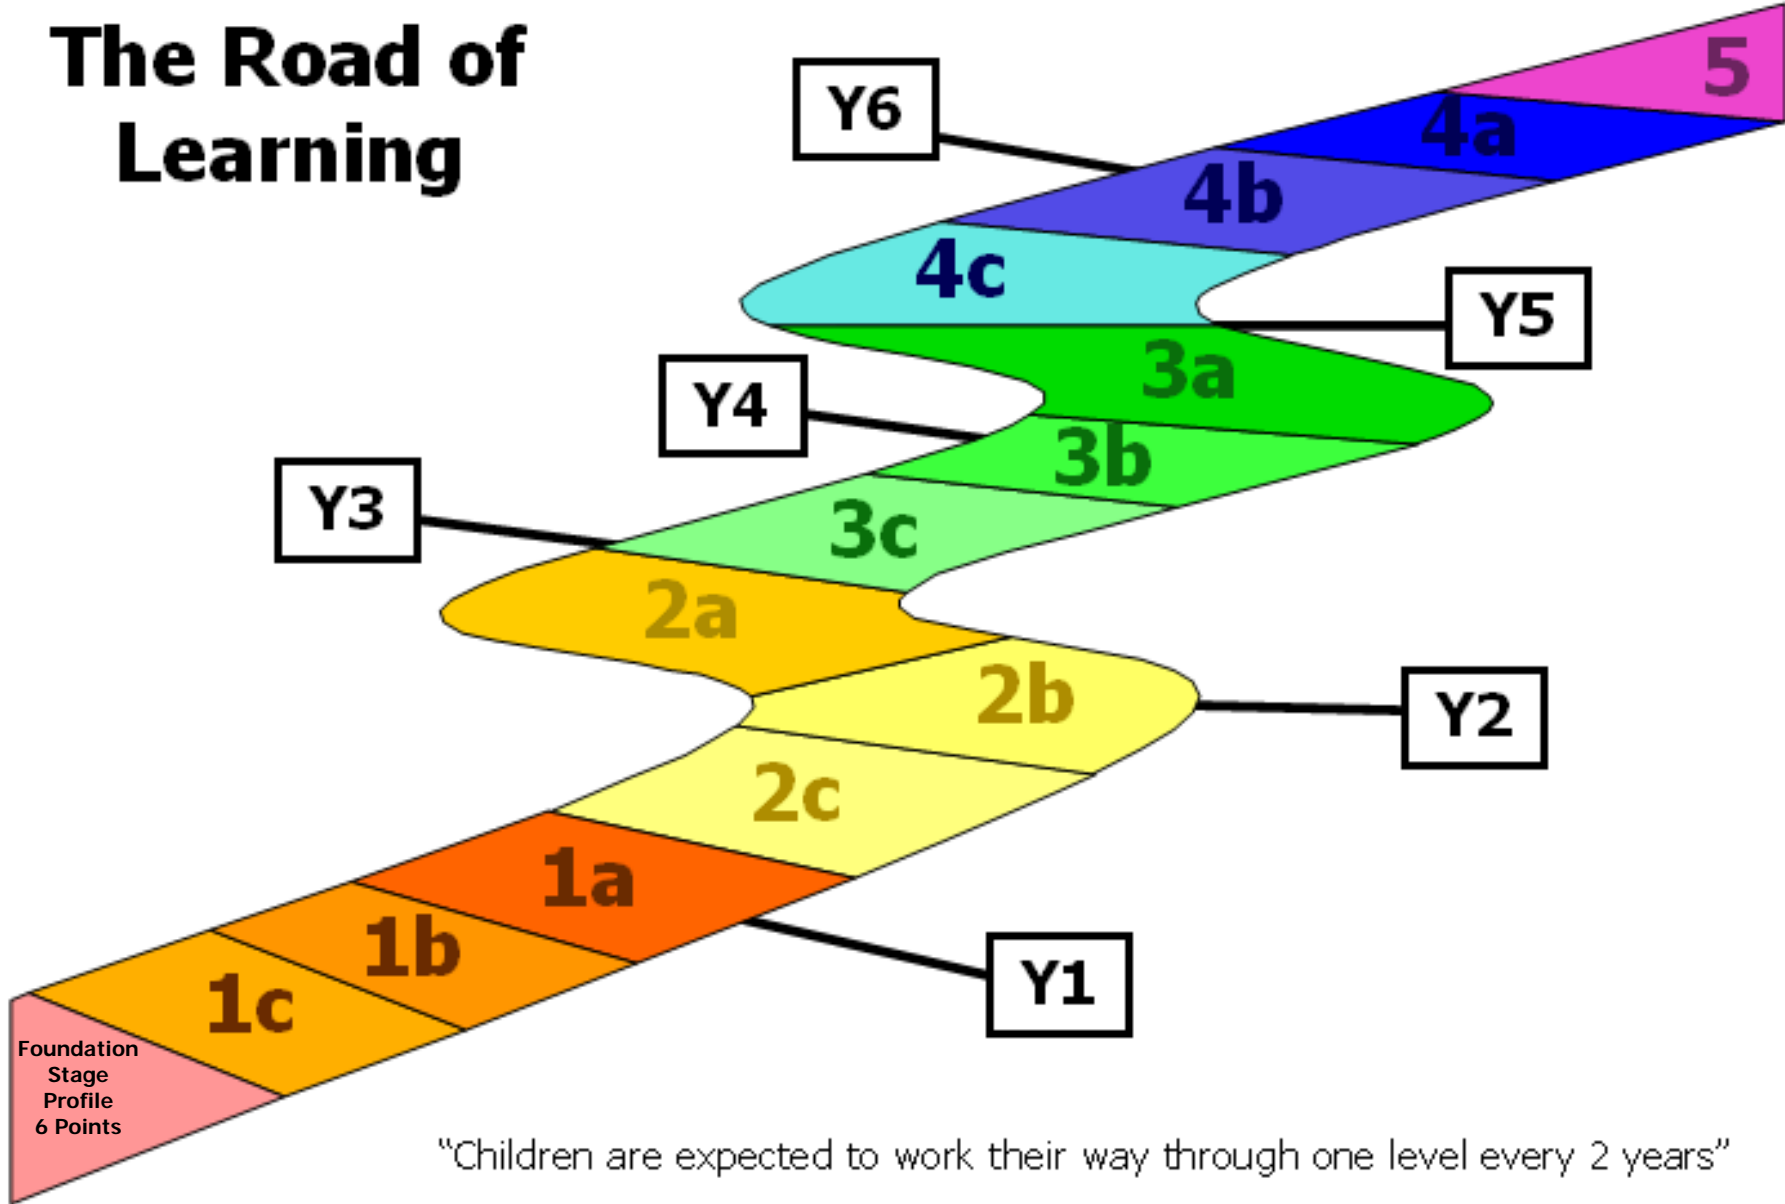 The Road of
Learning
5
Y6
4a
4b
4c
Y5
3a
Y4
3b
Y3
3c
2a
2b
Y2
2c
1a
1b
Y1
1c
Foundation
Stage
Profile
6 Points
“Children are expected to work their way through one level every 2 years”